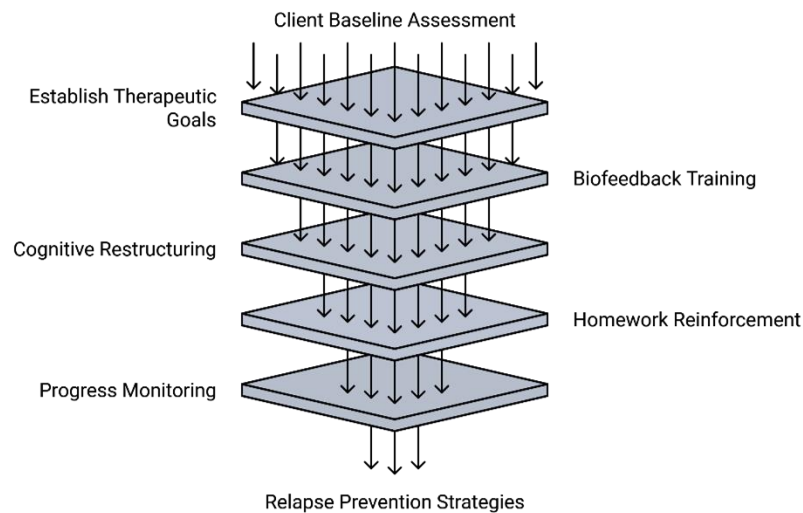 Client Baseline Assessment
Establish Therapeutic
Goals
Biofeedback Training
Cognitive Restructuring
Homework Reinforcement
Progress Monitoring
Relapse Prevention Strategies